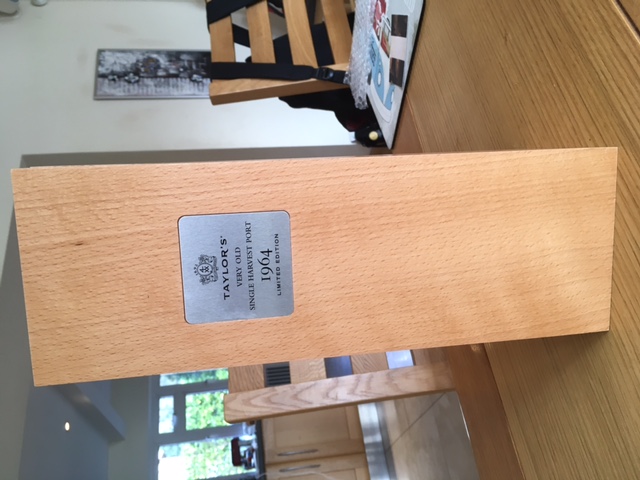 TAYLOR'S
VERY OLD
SINGLE HARVEST PORT
1964
LIMITED EDITION